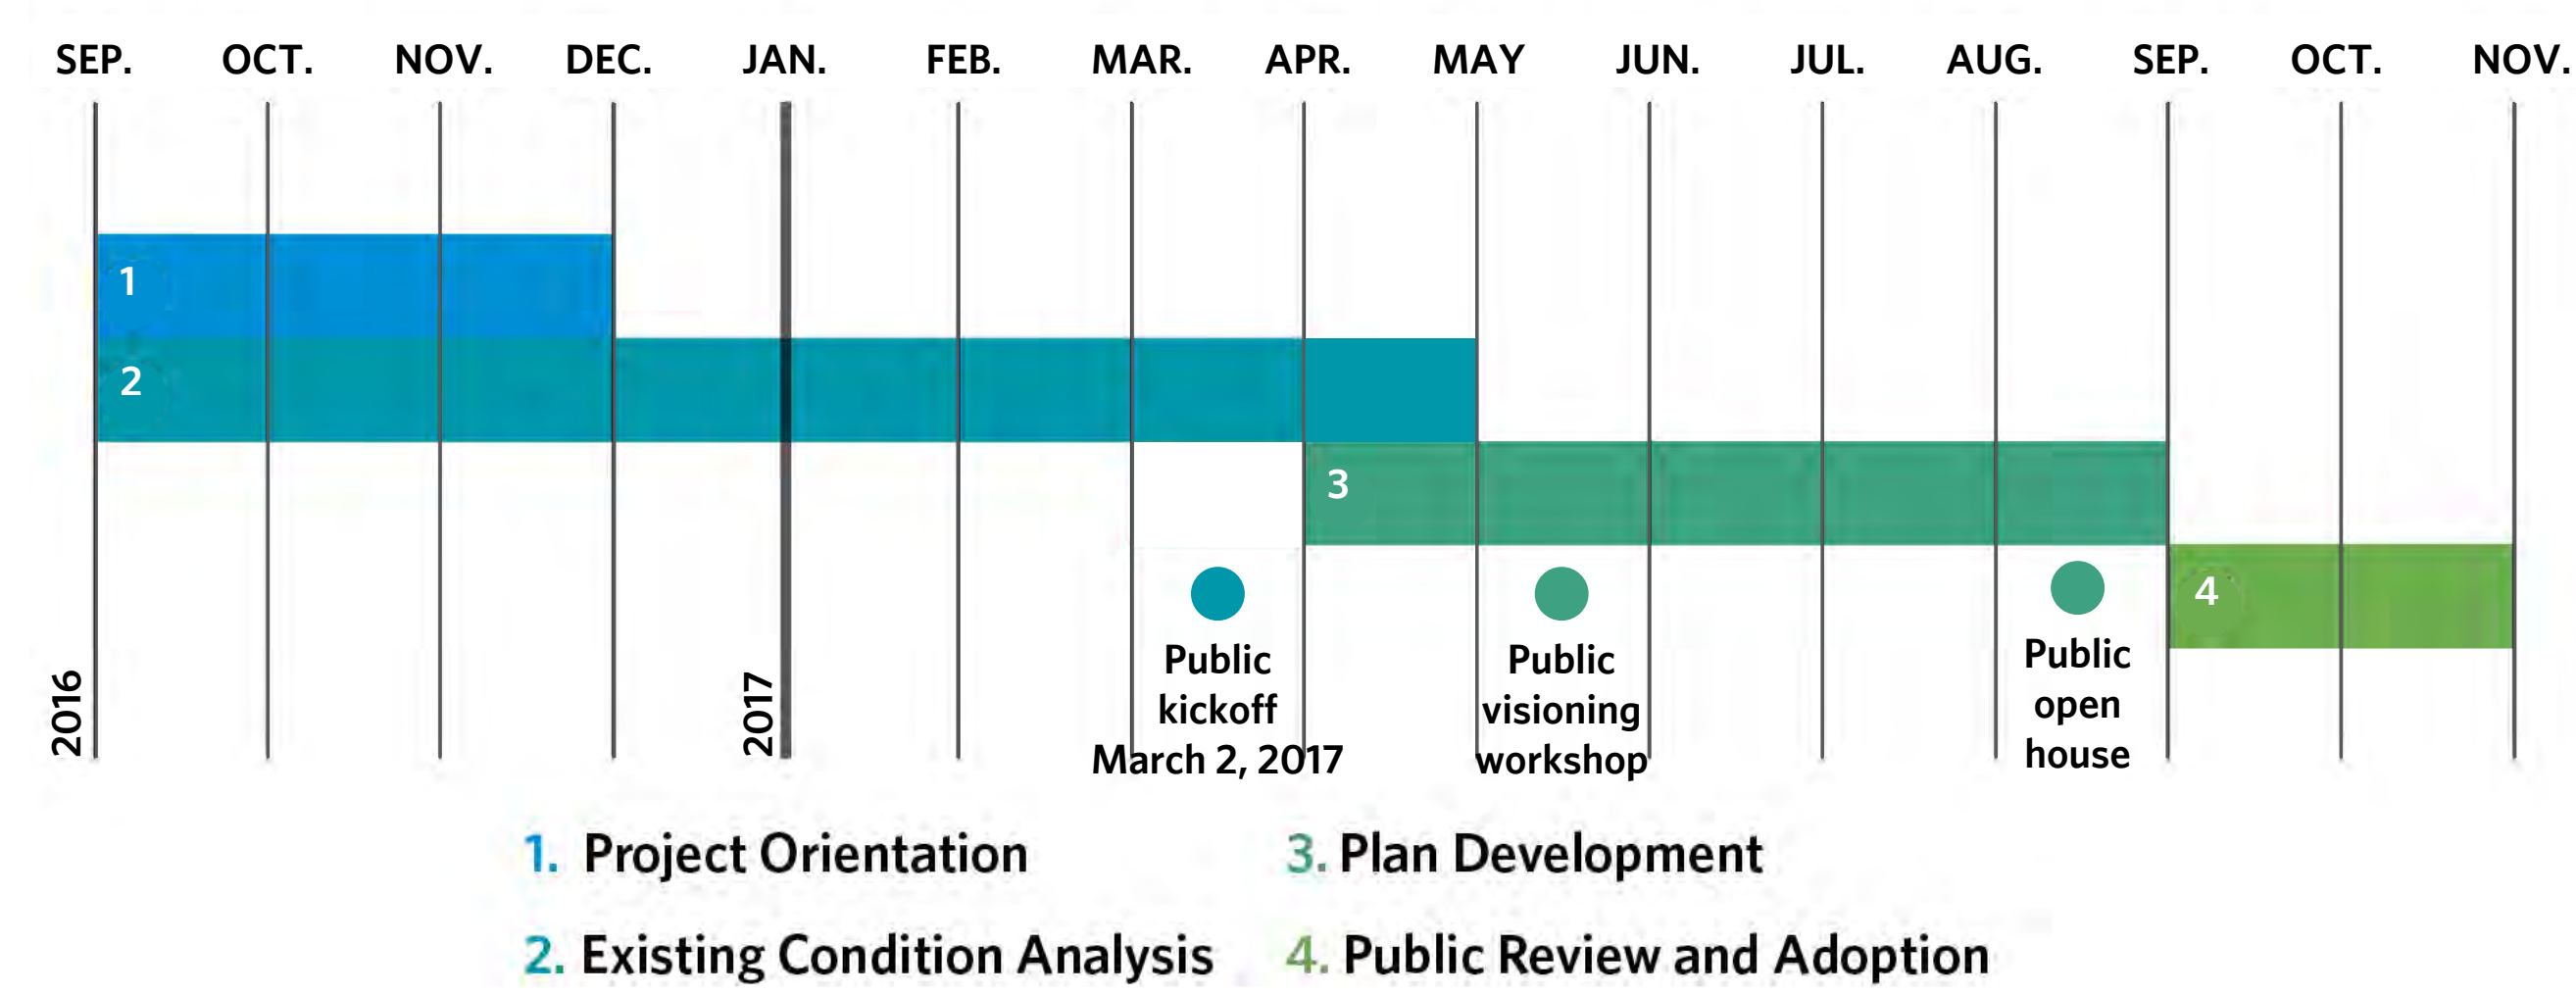 SEP. OCT. NOV. DEC. JAN. FEB. MAR. APR. MAY JUN. JUL. AUG. SEP. OCT. NOV.
1
2
3
4
2016
2017
Public
kickoff
March 2, 2017
Public
visioning
workshop
Public
open
house
1. Project Orientation
2. Existing Condition Analysis
3. Plan Development
4. Public Review and Adoption